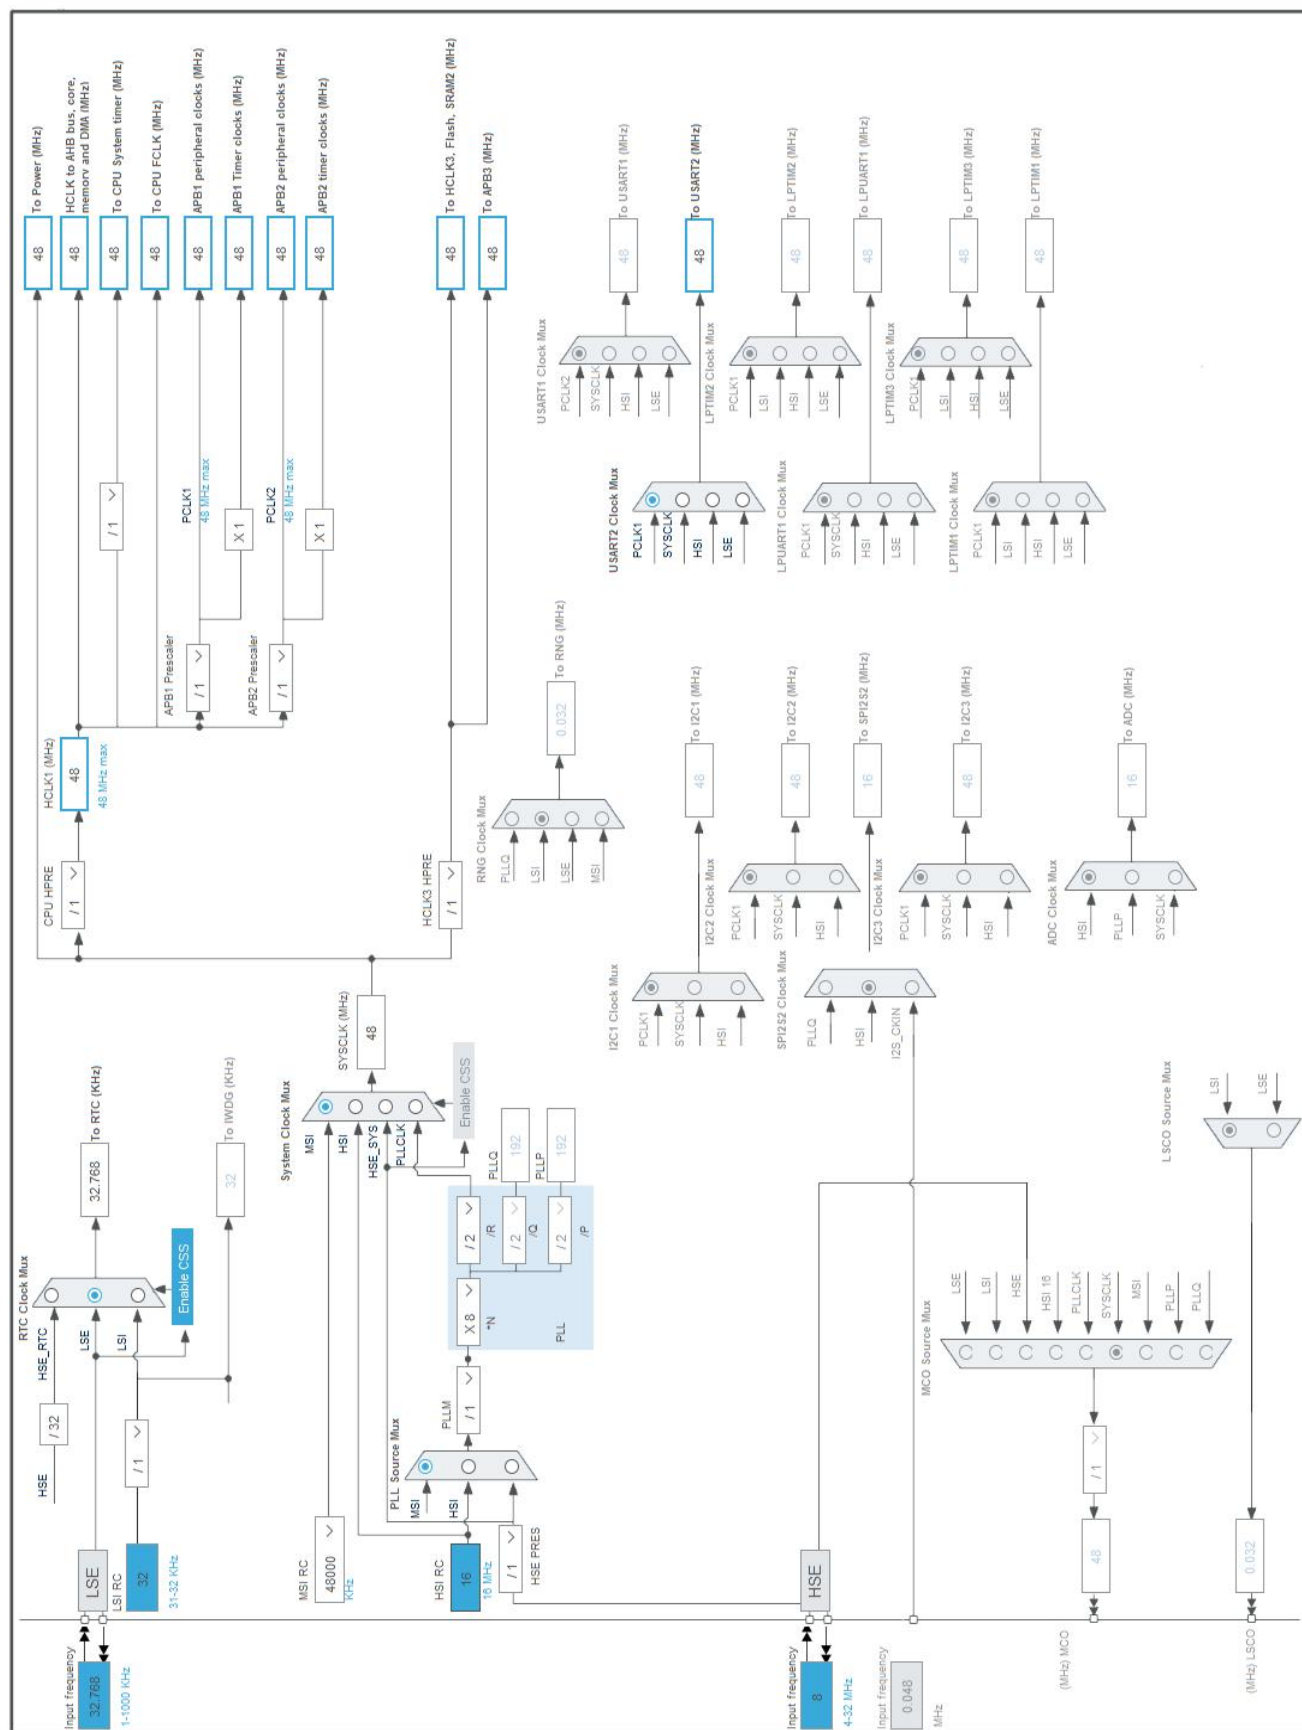 Input frequency
32.768
1-1000 KHz
LSE
LSI RC
32
31-32 KHz
HSE
/ 32
HSE_RTC
/ 1
LSE
LSI
RTC Clock Mux
Enable CSS
32.768
To RTC (KHz)
32
To IWDG (KHz)
MSI RC
48000
KHz
HSI RC
16
16 MHz
/ 1
HSE PRES
PLL Source Mux
MSI
HSI
PLLM
/ 1
X 8
*N
PLL
/ 2
/R
/ 2
/Q
/ 2
/P
PLLQ
192
PLLP
192
System Clock Mux
MSI
HSI
HSE_SYS
PLLCLK
Enable CSS
SYSCLK (MHz)
48
CPU HPRE
/ 1
HCLK1 (MHz)
48
48 MHz max
HCLK3 HPRE
/ 1
APB1 Prescaler
/ 1
APB2 Prescaler
/ 1
/ 1
PCLK1
48 MHz max
X 1
PCLK2
48 MHz max
X 1
48
To Power (MHz)
48
HCLK to AHB bus, core,
memory and DMA (MHz)
48
To CPU System timer (MHz)
48
To CPU FCLK (MHz)
48
APB1 peripheral clocks (MHz)
48
APB1 Timer clocks (MHz)
48
APB2 peripheral clocks (MHz)
48
APB2 timer clocks (MHz)
48
To HCLK3, Flash, SRAM2 (MHz)
48
To APB3 (MHz)
RNG Clock Mux
PLLQ
LSI
LSE
MSI
0.032
To RNG (MHz)
USART1 Clock Mux
PCLK2
SYSCLK
HSI
LSE
48
To USART1 (MHz)
USART2 Clock Mux
PCLK1
SYSCLK
HSI
LSE
48
To USART2 (MHz)
LPTIM2 Clock Mux
PCLK1
LSI
HSI
LSE
48
To LPTIM2 (MHz)
LPUART1 Clock Mux
PCLK1
SYSCLK
HSI
LSE
48
To LPUART1 (MHz)
LPTIM3 Clock Mux
PCLK1
LSI
HSI
LSE
48
To LPTIM3 (MHz)
LPTIM1 Clock Mux
PCLK1
LSI
HSI
LSE
48
To LPTIM1 (MHz)
I2C1 Clock Mux
PCLK1
SYSCLK
HSI
48
To I2C1 (MHz)
I2C2 Clock Mux
PCLK1
SYSCLK
HSI
48
To I2C2 (MHz)
SPI2S2 Clock Mux
PLLQ
HSI
I2S_CKIN
16
To SPI2S2 (MHz)
I2C3 Clock Mux
PCLK1
SYSCLK
HSI
48
To I2C3 (MHz)
ADC Clock Mux
HSI
PLLP
SYSCLK
16
To ADC (MHz)
Input frequency
8
4-32 MHz
HSE
Input frequency
0.048
MHz
MCO Source Mux
LSE
LSI
HSE
HSI 16
PLLCLK
SYSCLK
MSI
PLLP
PLLQ
/ 1
48
(MHz) MCO
LSCO Source Mux
LSI
LSE
0.032
(MHz) LSCO